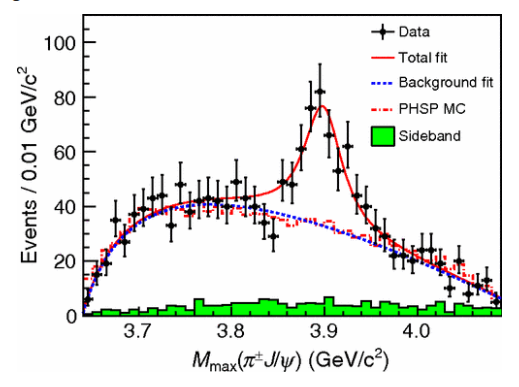 100
80
60
40
20
0
Events / 0.01 GeV/c²
Data
Total fit
Background fit
PHSP MC
Sideband
3.7 3.8 3.9 4.0
M_max(π±J/ψ) (GeV/c²)